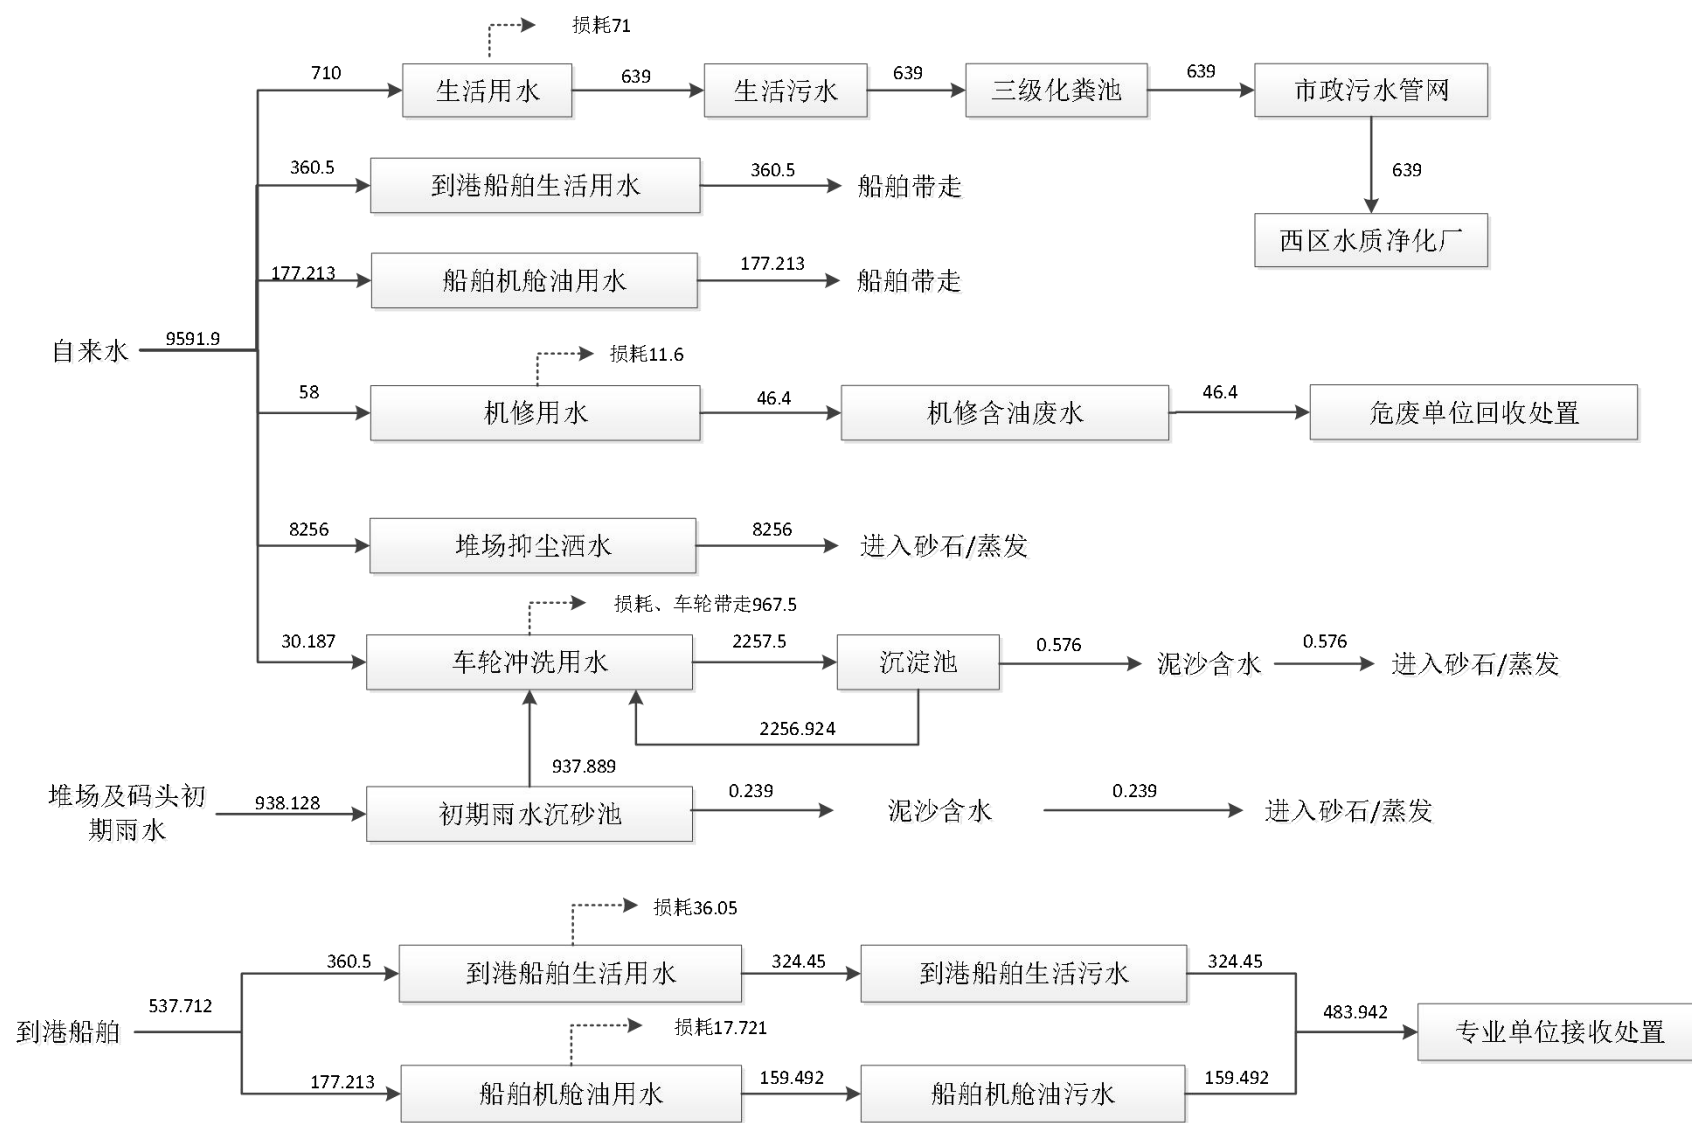 损耗71
710
生活用水
639
生活污水
639
三级化粪池
639
市政污水管网
639
西区水质净化厂
360.5
到港船舶生活用水
360.5
船舶带走
177.213
船舶机舱油用水
177.213
船舶带走
自来水
9591.9
损耗11.6
58
机修用水
46.4
机修含油废水
46.4
危废单位回收处置
8256
堆场抑尘洒水
8256
进入砂石/蒸发
损耗、车轮带走967.5
30.187
车轮冲洗用水
2257.5
沉淀池
0.576
泥沙含水
0.576
进入砂石/蒸发
2256.924
937.889
堆场及码头初
期雨水
938.128
初期雨水沉砂池
0.239
泥沙含水
0.239
进入砂石/蒸发
损耗36.05
360.5
到港船舶生活用水
324.45
到港船舶生活污水
324.45
到港船舶
537.712
483.942
专业单位接收处置
损耗17.721
177.213
船舶机舱油用水
159.492
船舶机舱油污水
159.492